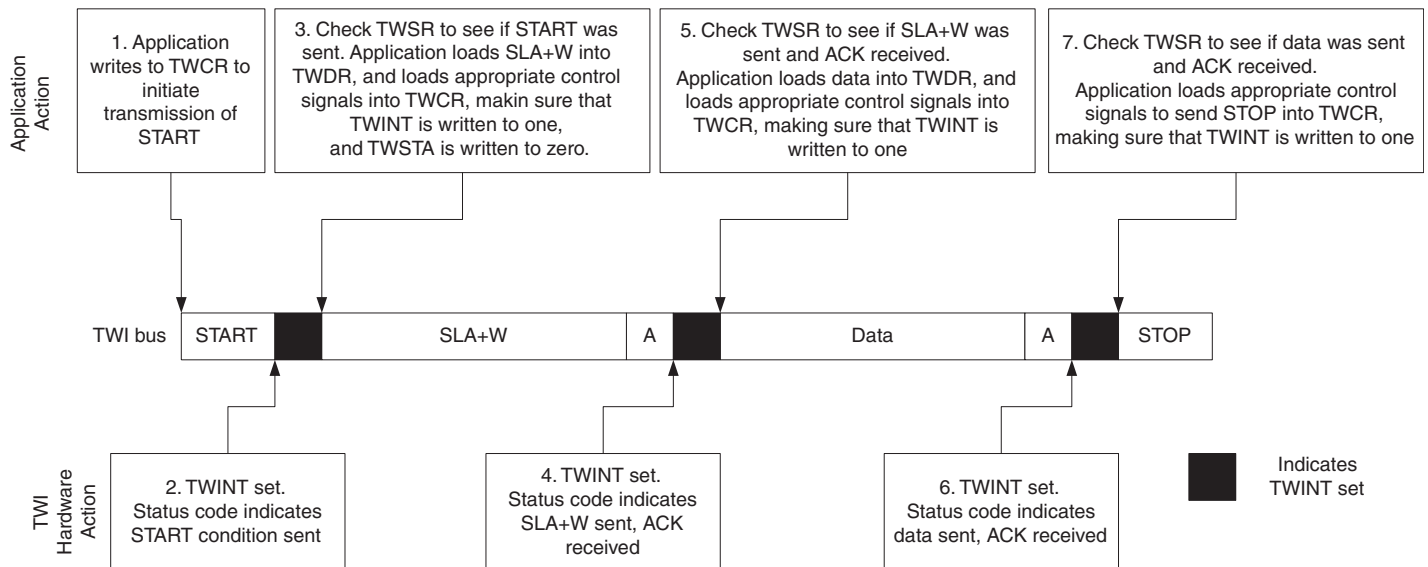 Application
Action
1. Application
writes to TWCR to
initiate
transmission of
START
3. Check TWSR to see if START was
sent. Application loads SLA+W into
TWDR, and loads appropriate control
signals into TWCR, makin sure that
TWINT is written to one,
and TWSTA is written to zero.
5. Check TWSR to see if SLA+W was
sent and ACK received.
Application loads data into TWDR, and
loads appropriate control signals into
TWCR, making sure that TWINT is
written to one
7. Check TWSR to see if data was sent
and ACK received.
Application loads appropriate control
signals to send STOP into TWCR,
making sure that TWINT is written to one
TWI bus
START
SLA+W
A
Data
A
STOP
TWI
Hardware
Action
2. TWINT set.
Status code indicates
START condition sent
4. TWINT set.
Status code indicates
SLA+W sent, ACK
received
6. TWINT set.
Status code indicates
data sent, ACK received
Indicates
TWINT set